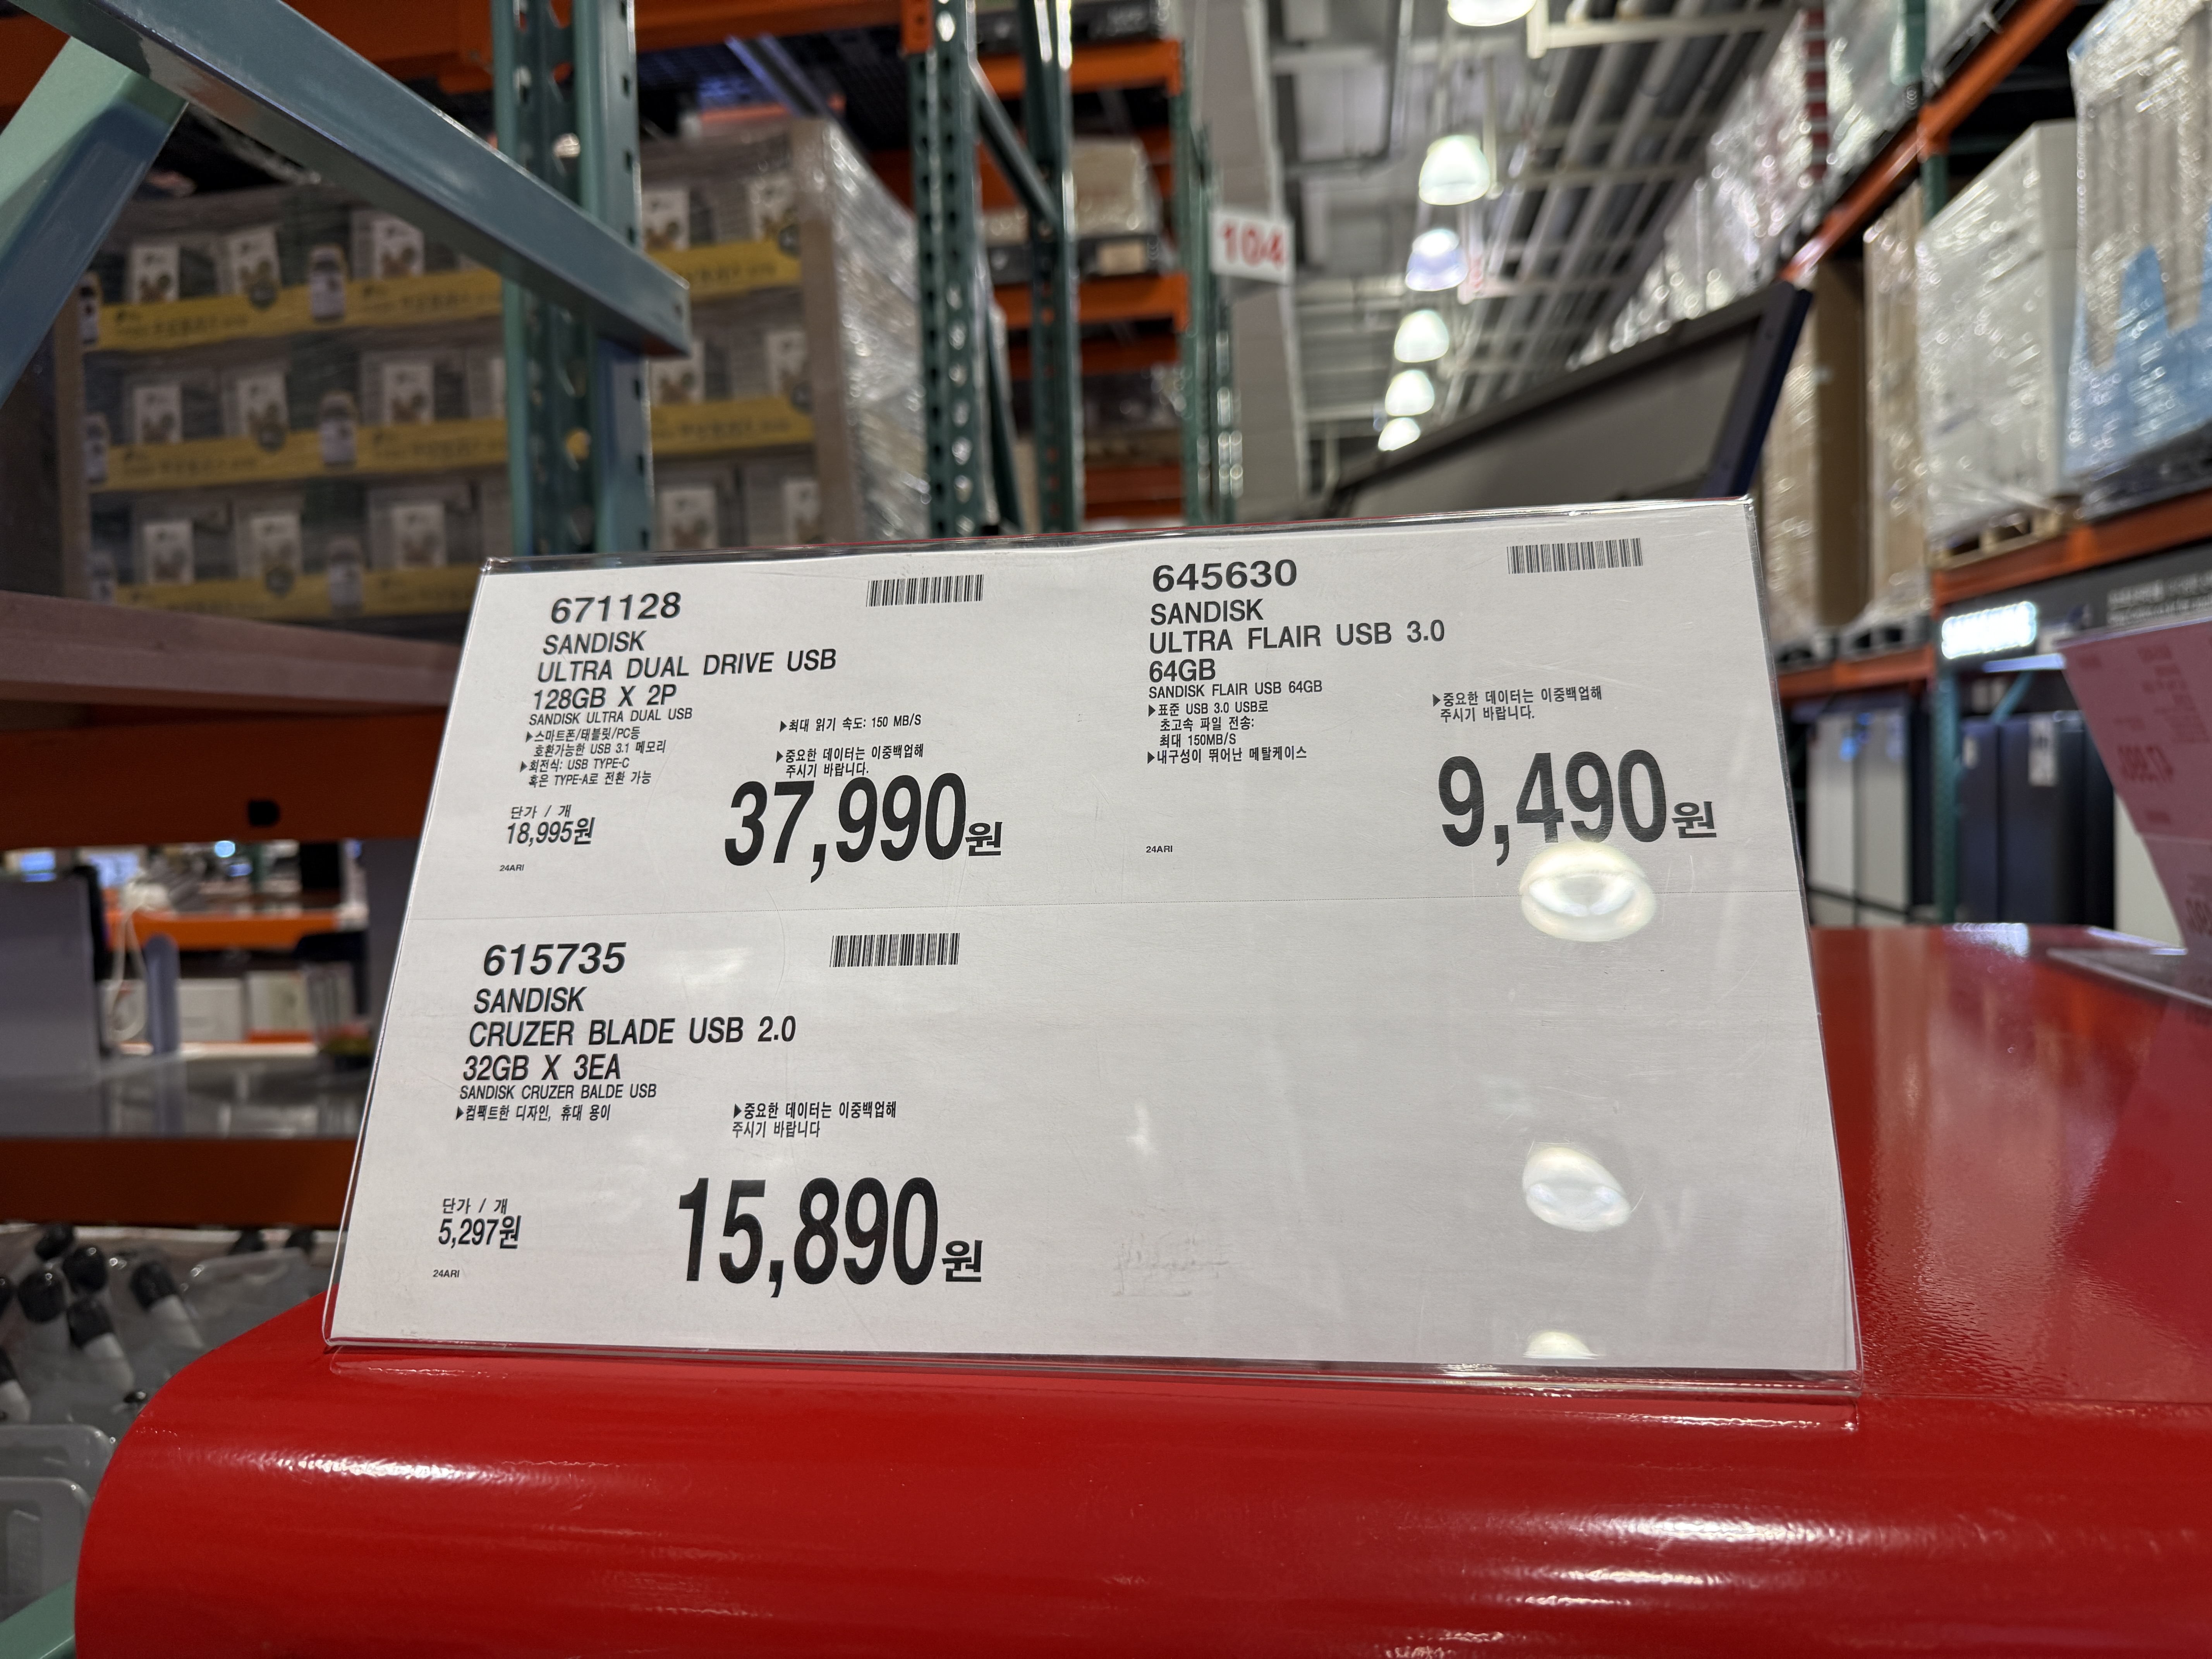 104
671128
SANDISK
ULTRA DUAL DRIVE USB
128GB X 2P
SANDISK ULTRA DUAL USB
▶스마트폰/태블릿/PC등
호환가능한 USB 3.1 메모리
▶회전식: USB TYPE-C
혹은 TYPE-A로 전환 가능
▶최대 읽기 속도: 150 MB/S
▶중요한 데이터는 이중백업해
주시기 바랍니다.
단가 / 개
18,995원
37,990원
24ARI
645630
SANDISK
ULTRA FLAIR USB 3.0
64GB
SANDISK FLAIR USB 64GB
▶표준 USB 3.0 USB로
초고속 파일 전송:
최대 150MB/S
▶내구성이 뛰어난 메탈케이스
▶중요한 데이터는 이중백업해
주시기 바랍니다.
9,490원
24ARI
615735
SANDISK
CRUZER BLADE USB 2.0
32GB X 3EA
SANDISK CRUZER BALDE USB
▶컴팩트한 디자인, 휴대 용이
▶중요한 데이터는 이중백업해
주시기 바랍니다
단가 / 개
5,297원
15,890원
24ARI
SAMSUNG